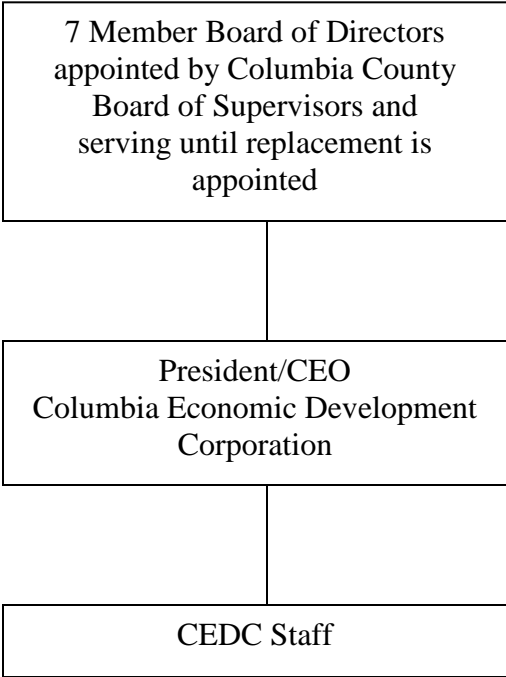 7 Member Board of Directors
appointed by Columbia County
Board of Supervisors and
serving until replacement is
appointed
President/CEO
Columbia Economic Development
Corporation
CEDC Staff